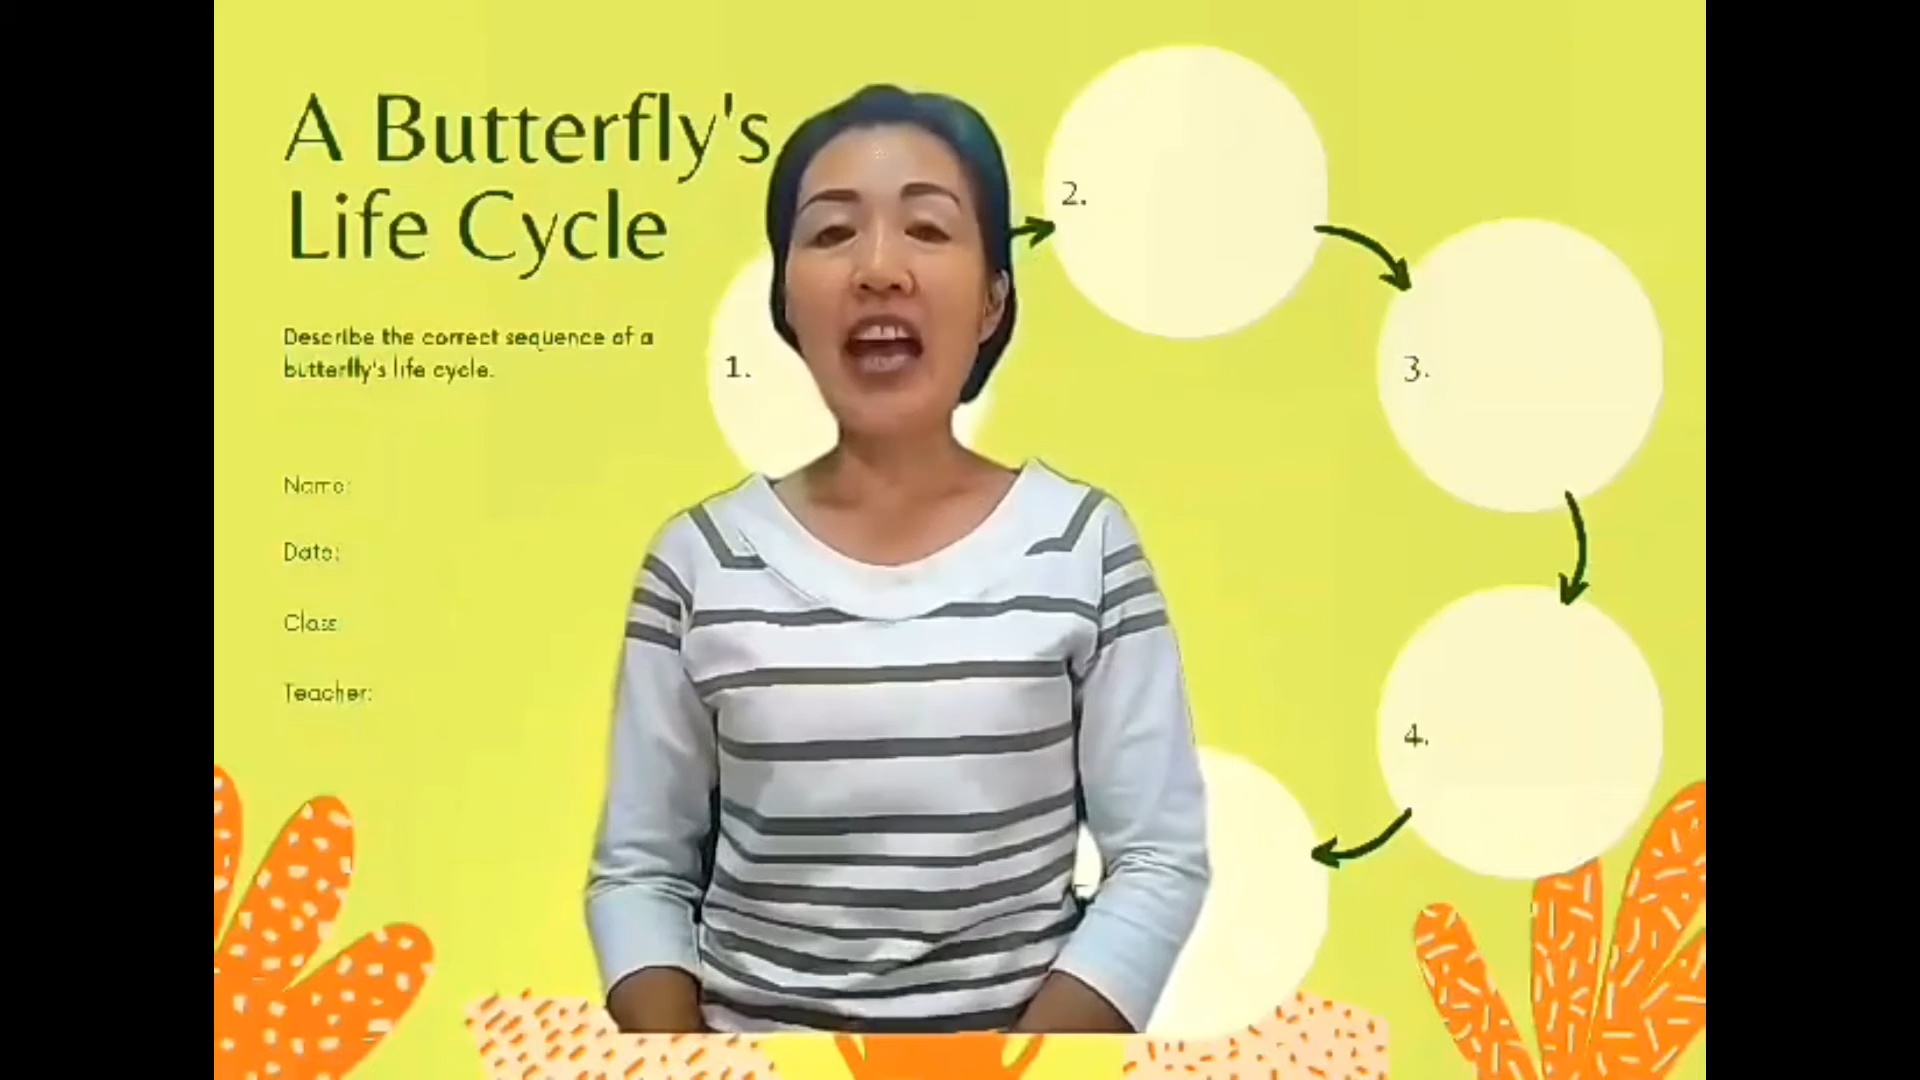 A Butterfly's
Life Cycle
Describe the correct sequence of a
butterfly's life cycle.
Name:
Date:
Class:
Teacher:
1.
2.
3.
4.